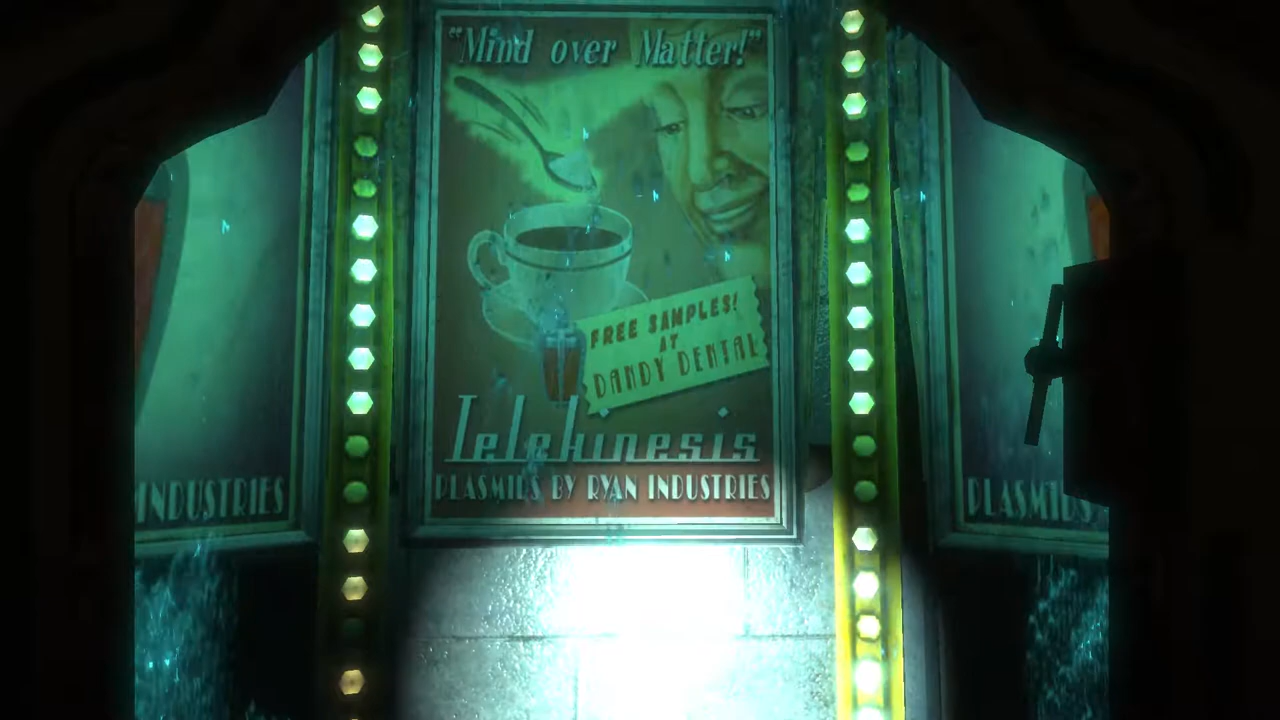 "Mind over Matter!"
FREE SAMPLES!
AT
DANDY DENTAL
Telekinesis
PLASMIDS BY RYAN INDUSTRIES
INDUSTRIES
PLASMIDS